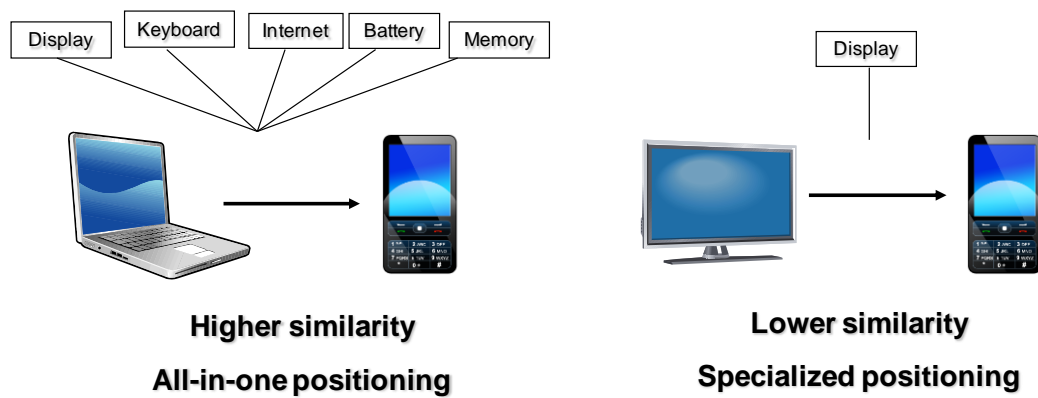 Display
Keyboard
Internet
Battery
Memory
Higher similarity
All-in-one positioning
Display
Lower similarity
Specialized positioning